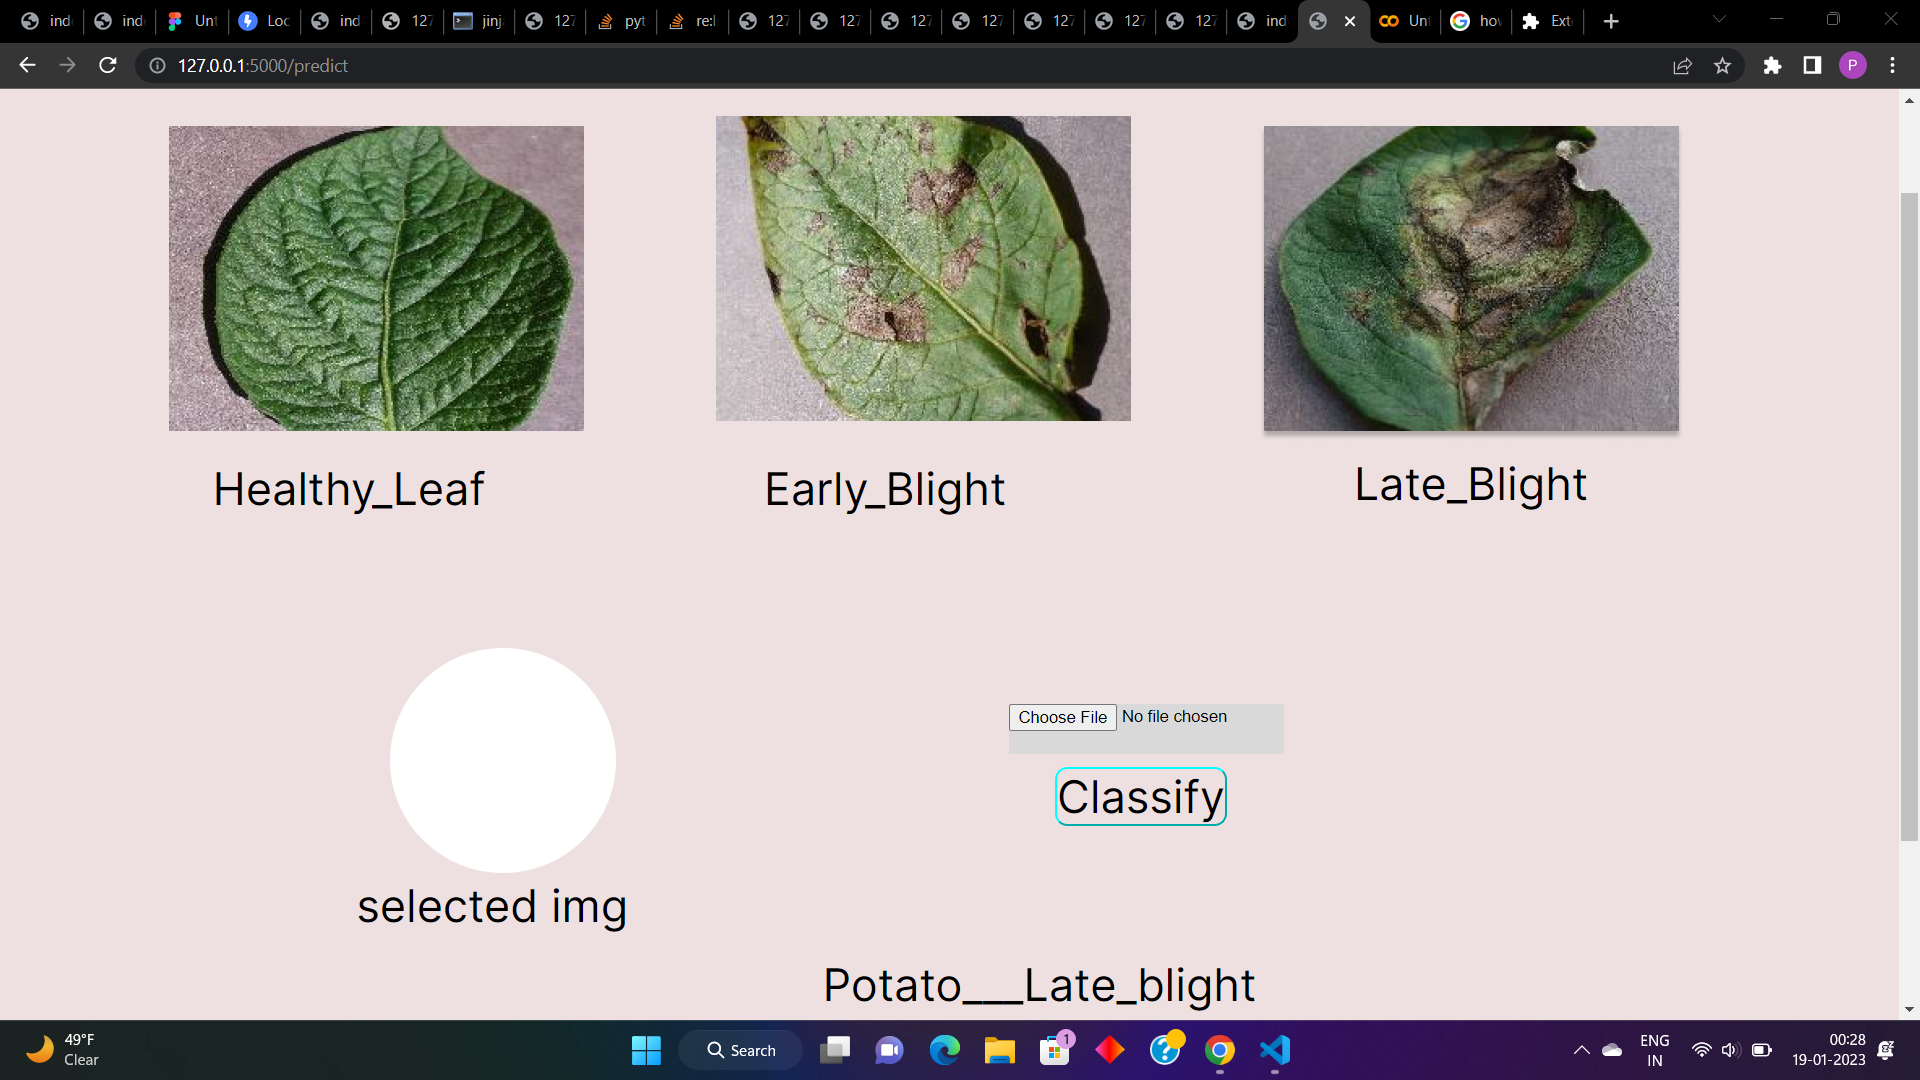 ind
ind
Unt
Loc
ind
127
jinj
127
pyt
re:l
127
127
127
127
127
127
127
ind
Unt
how
Ext
127.0.0.1:5000/predict
P
Healthy_Leaf
Early_Blight
Late_Blight
Choose File No file chosen
Classify
selected img
Potato___Late_blight
49°F
Clear
Search
1
ENG
IN
00:28
19-01-2023